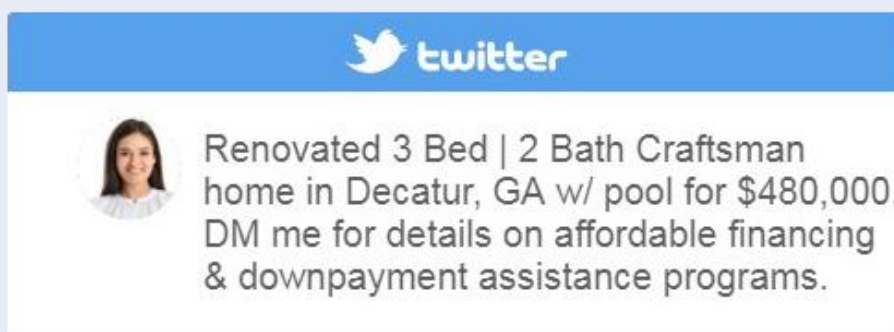 twitter
Renovated 3 Bed | 2 Bath Craftsman
home in Decatur, GA w/ pool for $480,000.
DM me for details on affordable financing
& downpayment assistance programs.